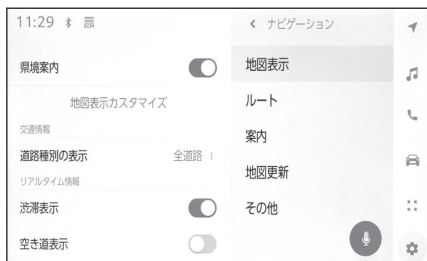 11:29
県境案内
地図表示カスタマイズ
交通情報
道路種別の表示 全道路
リアルタイム情報
渋滞表示
空き道表示
ナビゲーション
地図表示
ルート
案内
地図更新
その他